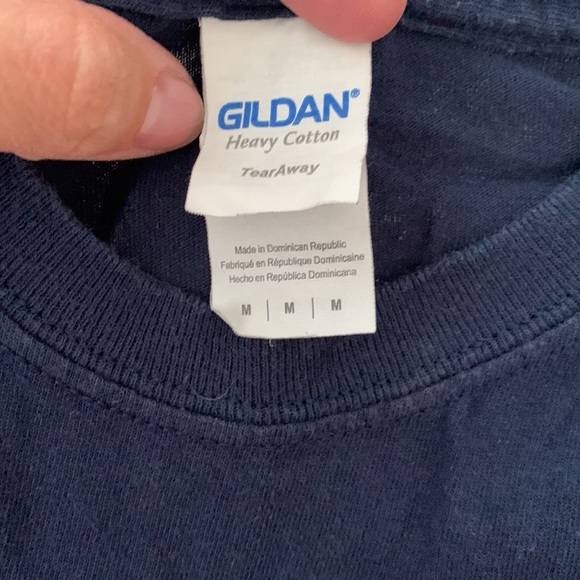 GILDAN®
Heavy Cotton
TearAway
Made in Dominican Republic
Fabriqué en République Dominicaine
Hecho en República Dominicana
M | M | M